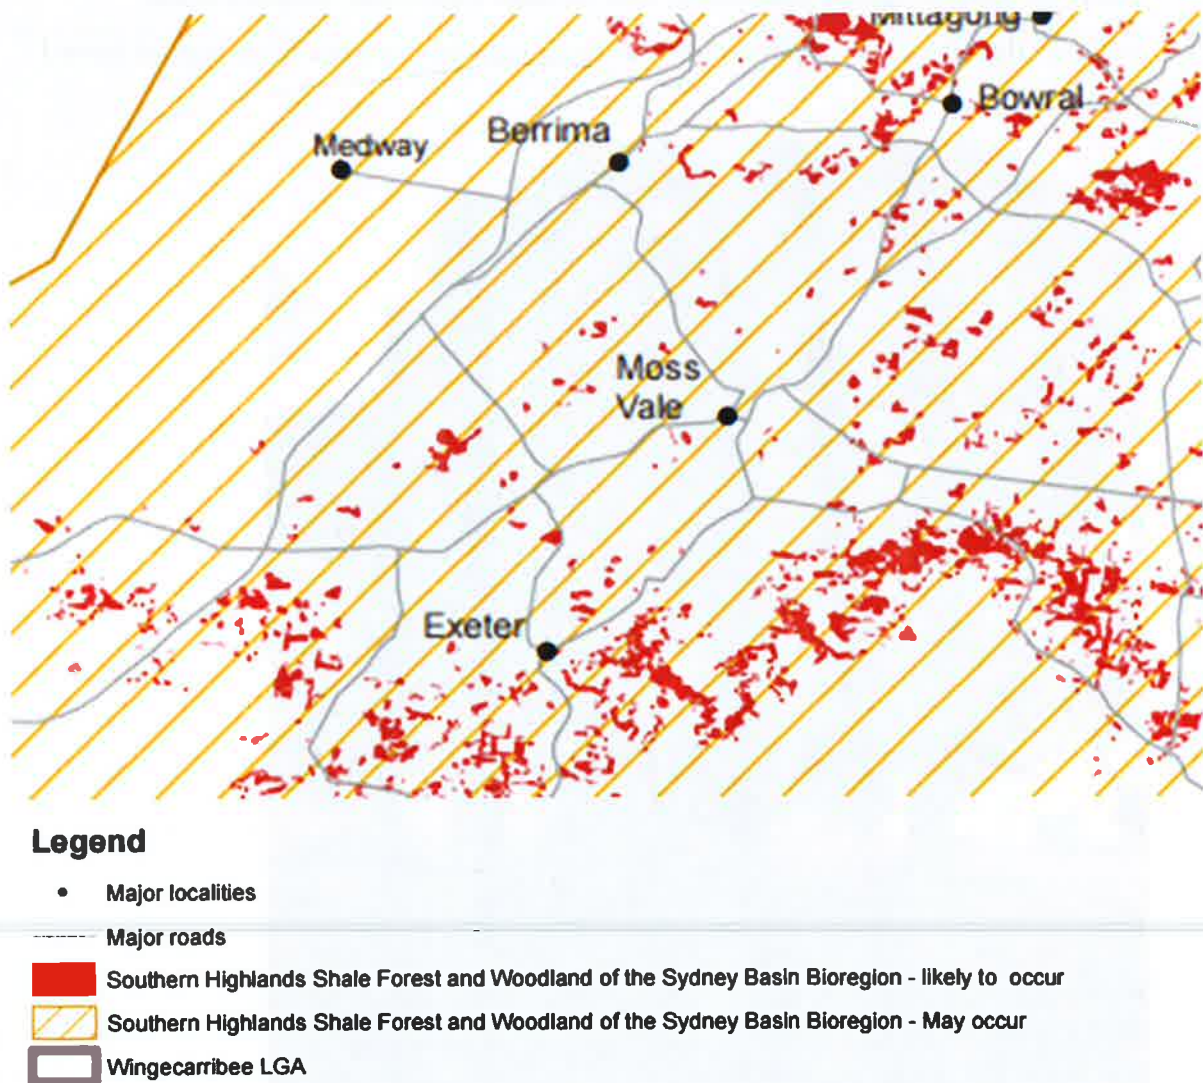 Mittagong
Bowral
Berrima
Medway
Moss
Vale
Exeter
Legend
Major localities
Major roads
Southern Highlands Shale Forest and Woodland of the Sydney Basin Bioregion - likely to occur
Southern Highlands Shale Forest and Woodland of the Sydney Basin Bioregion - May occur
Wingecarribee LGA